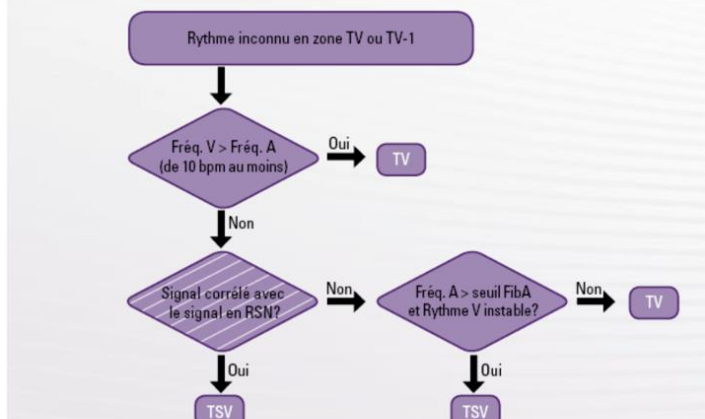 Rythme inconnu en zone TV ou TV-1
Fréq. V > Fréq. A
(de 10 bpm au moins)
Oui
TV
Non
Signal corrélé avec
le signal en RSN?
Non
Fréq. A > seuil FibA
et Rythme V instable?
Non
TV
Oui
Oui
TSV
TSV